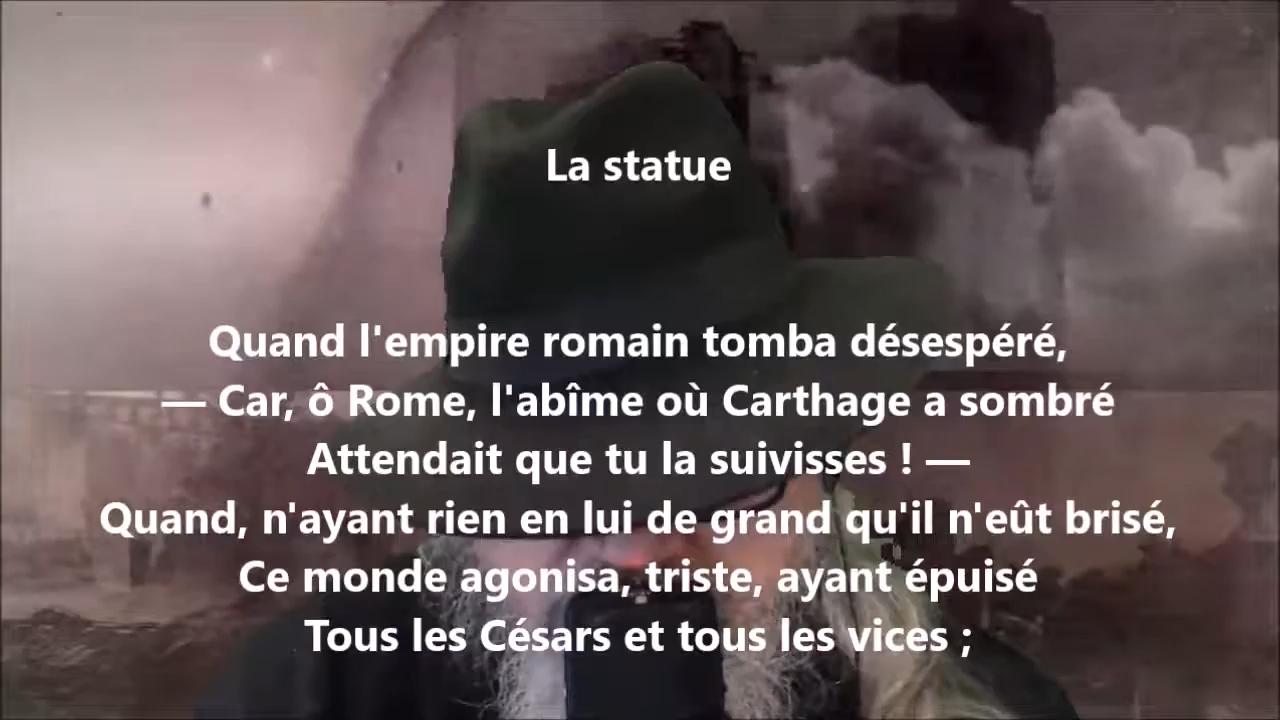 La statue
Quand l'empire romain tomba désespéré,
— Car, ô Rome, l'abîme où Carthage a sombré
Attendait que tu la suivisses ! —
Quand, n'ayant rien en lui de grand qu'il n'eût brisé,
Ce monde agonisa, triste, ayant épuisé
Tous les Césars et tous les vices ;